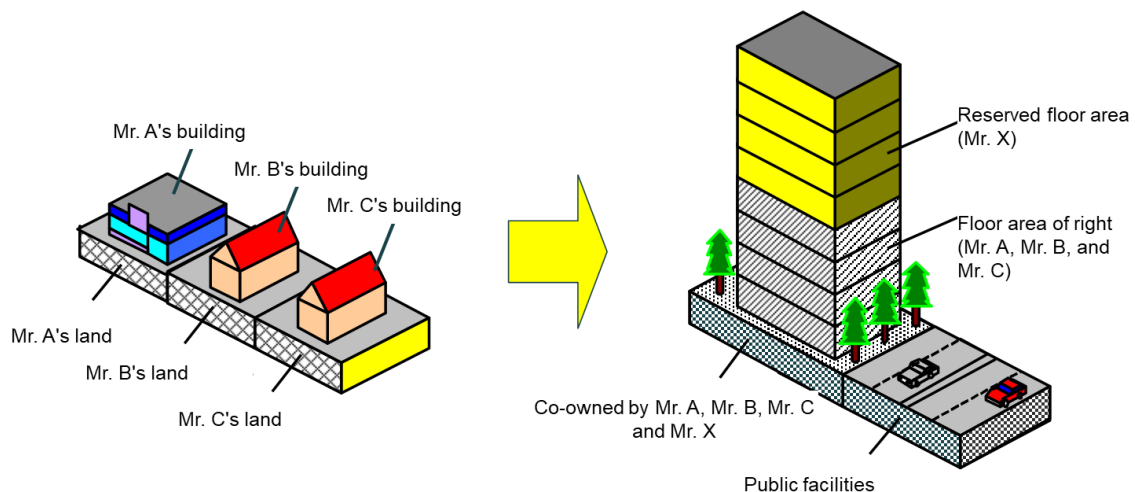 Mr. A's building
Mr. B's building
Mr. C's building
Mr. A's land
Mr. B's land
Mr. C's land
Reserved floor area
(Mr. X)
Floor area of right
(Mr. A, Mr. B, and
Mr. C)
Co-owned by Mr. A, Mr. B, Mr. C
and Mr. X
Public facilities